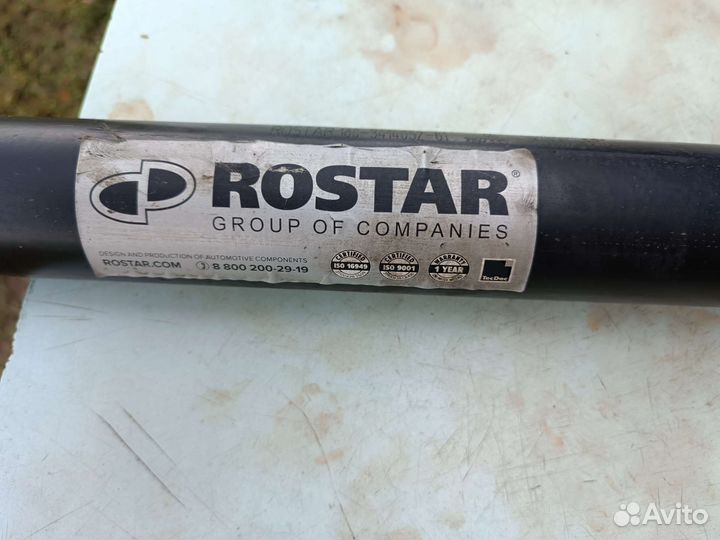 ROSTAR
ROSTAR®
GROUP OF COMPANIES
DESIGN AND PRODUCTION OF AUTOMOTIVE COMPONENTS
ROSTAR.COM 8 800 200-29-19
CERTIFIED ISO 16949
CERTIFIED ISO 9001
WARRANTY 1 YEAR
TecDoc
Avito